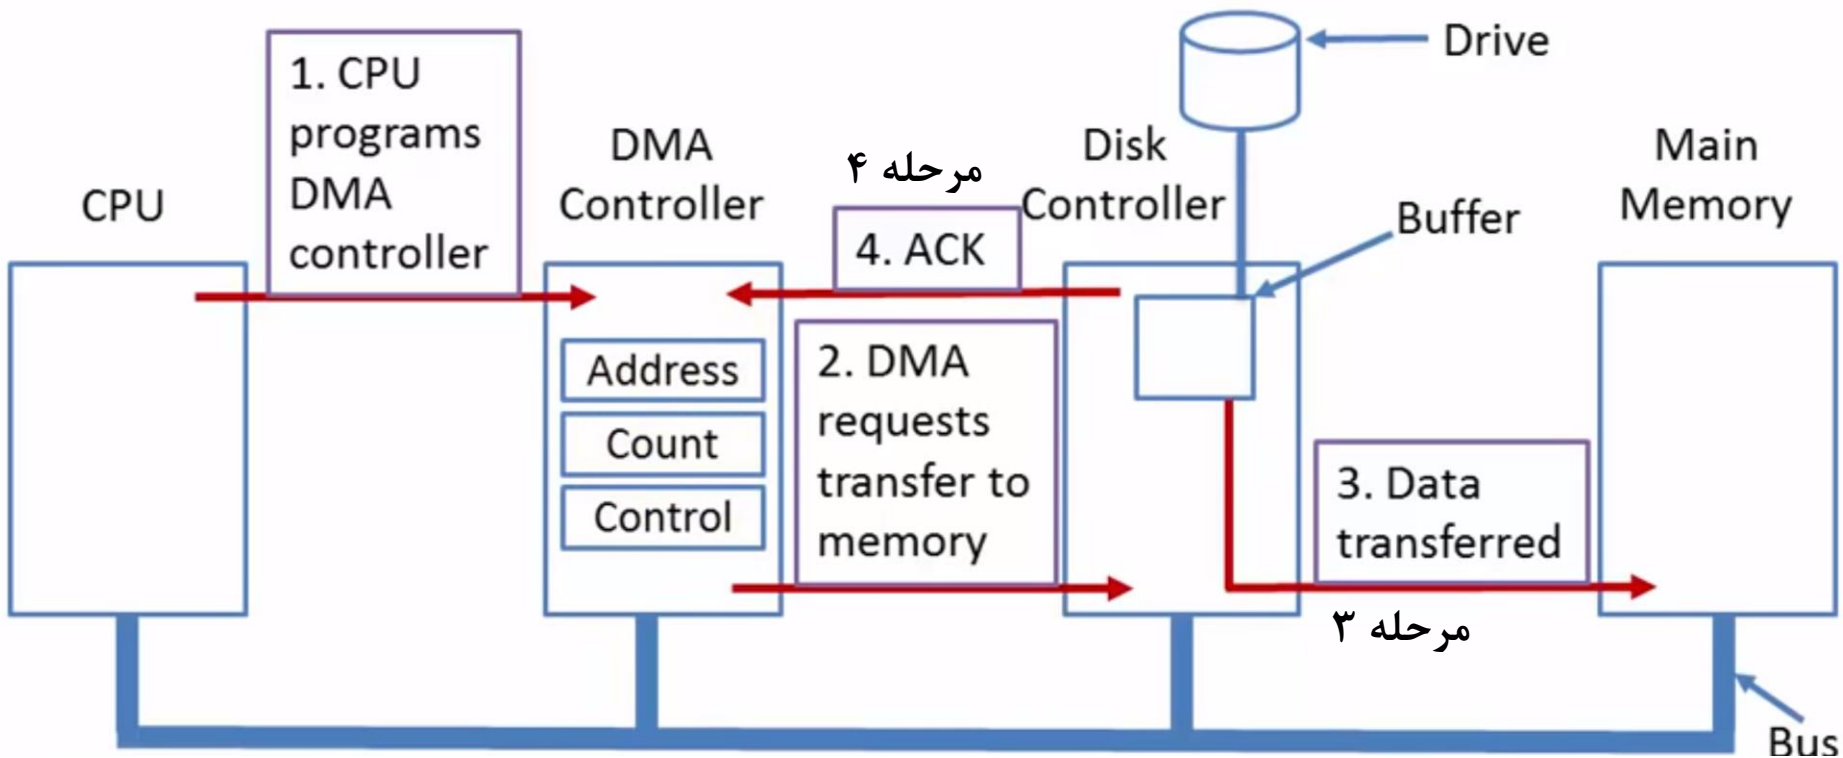 Drive
1. CPU
programs
DMA
controller
CPU
DMA
Controller
مرحله ۴
4. ACK
Disk
Controller
Buffer
Main
Memory
Address
Count
Control
2. DMA
requests
transfer to
memory
3. Data
transferred
مرحله ۳
Bus